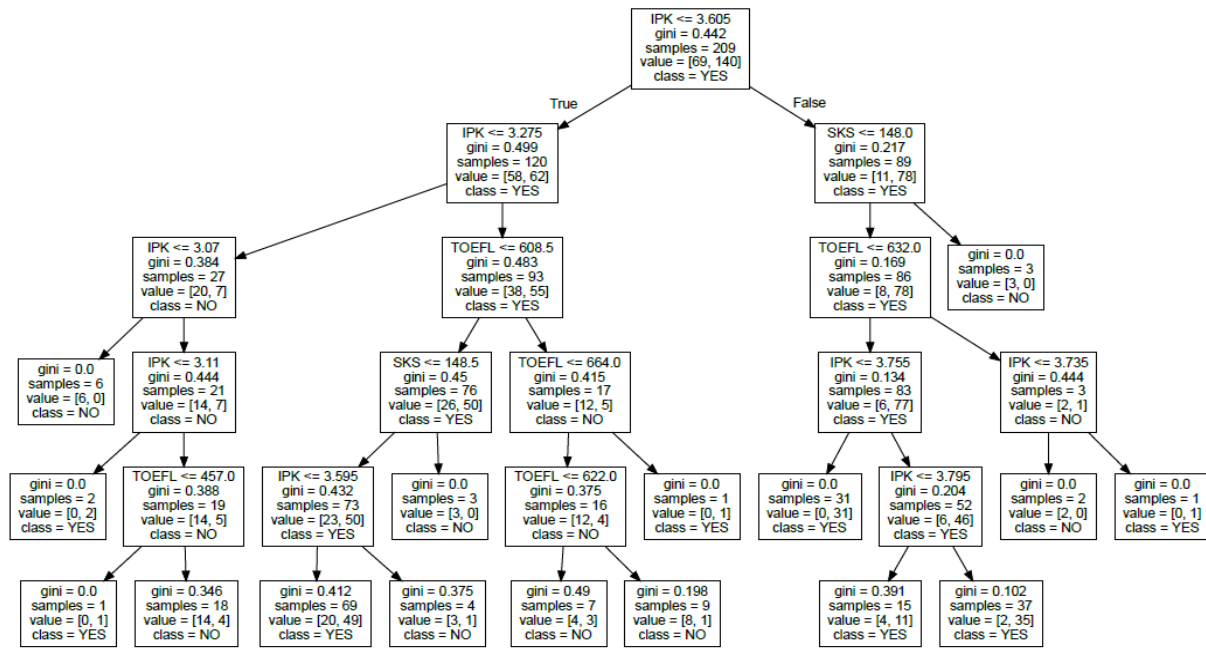 IPK <= 3.605
gini = 0.442
samples = 209
value = [69, 140]
class = YES
True
False
IPK <= 3.275
gini = 0.499
samples = 120
value = [58, 62]
class = YES
SKS <= 148.0
gini = 0.217
samples = 89
value = [11, 78]
class = YES
IPK <= 3.07
gini = 0.384
samples = 27
value = [20, 7]
class = NO
TOEFL <= 608.5
gini = 0.483
samples = 93
value = [38, 55]
class = YES
TOEFL <= 632.0
gini = 0.169
samples = 86
value = [8, 78]
class = YES
gini = 0.0
samples = 3
value = [3, 0]
class = NO
gini = 0.0
samples = 6
value = [6, 0]
class = NO
IPK <= 3.11
gini = 0.444
samples = 21
value = [14, 7]
class = NO
SKS <= 148.5
gini = 0.45
samples = 76
value = [26, 50]
class = YES
TOEFL <= 664.0
gini = 0.415
samples = 17
value = [12, 5]
class = NO
IPK <= 3.755
gini = 0.134
samples = 83
value = [6, 77]
class = YES
IPK <= 3.735
gini = 0.444
samples = 3
value = [2, 1]
class = NO
gini = 0.0
samples = 2
value = [0, 2]
class = YES
TOEFL <= 457.0
gini = 0.388
samples = 19
value = [14, 5]
class = NO
IPK <= 3.595
gini = 0.432
samples = 73
value = [23, 50]
class = YES
gini = 0.0
samples = 3
value = [3, 0]
class = NO
TOEFL <= 622.0
gini = 0.375
samples = 16
value = [12, 4]
class = NO
gini = 0.0
samples = 1
value = [0, 1]
class = YES
gini = 0.0
samples = 31
value = [0, 31]
class = YES
IPK <= 3.795
gini = 0.204
samples = 52
value = [6, 46]
class = YES
gini = 0.0
samples = 2
value = [2, 0]
class = NO
gini = 0.0
samples = 1
value = [0, 1]
class = YES
gini = 0.0
samples = 1
value = [0, 1]
class = YES
gini = 0.346
samples = 18
value = [14, 4]
class = NO
gini = 0.412
samples = 69
value = [20, 49]
class = YES
gini = 0.375
samples = 4
value = [3, 1]
class = NO
gini = 0.49
samples = 7
value = [4, 3]
class = NO
gini = 0.198
samples = 9
value = [8, 1]
class = NO
gini = 0.391
samples = 15
value = [4, 11]
class = YES
gini = 0.102
samples = 37
value = [2, 35]
class = YES